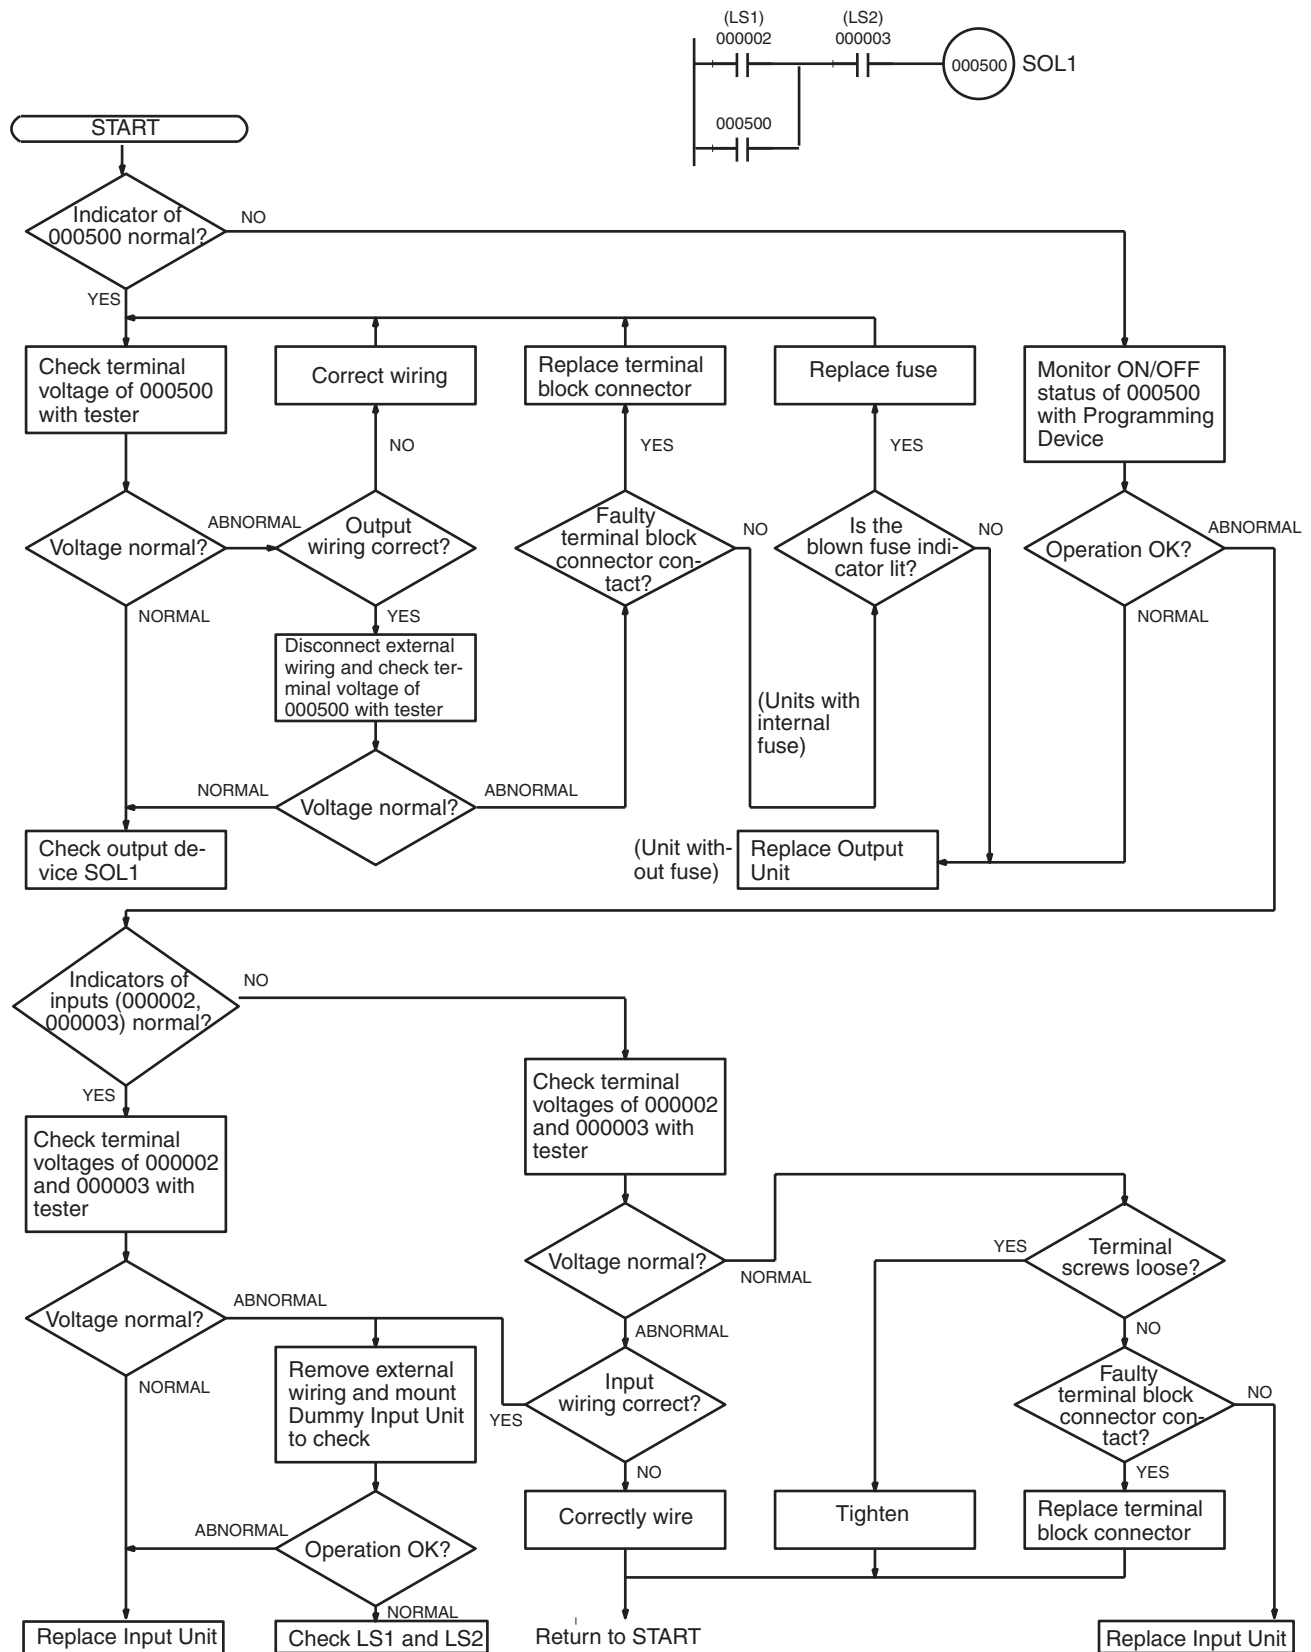 (LS1)
000002
(LS2)
000003
000500
SOL1
000500
START
Indicator of
000500 normal?
NO
YES
Check terminal
voltage of 000500
with tester
Correct wiring
Replace terminal
block connector
Replace fuse
Monitor ON/OFF
status of 000500
with Programming
Device
NO
YES
YES
Voltage normal?
ABNORMAL
Output
wiring correct?
Faulty
terminal block
connector con-
tact?
NO
Is the
blown fuse indi-
cator lit?
NO
Operation OK?
ABNORMAL
NORMAL
YES
NORMAL
Disconnect external
wiring and check ter-
minal voltage of
000500 with tester
(Units with
internal
fuse)
NORMAL
Voltage normal?
ABNORMAL
Check output de-
vice SOL1
(Unit with-
out fuse)
Replace Output
Unit
Indicators of
inputs (000002,
000003) normal?
NO
YES
Check terminal
voltages of 000002
and 000003 with
tester
Check terminal
voltages of 000002
and 000003 with
tester
Voltage normal?
NORMAL
YES
Terminal
screws loose?
Voltage normal?
ABNORMAL
ABNORMAL
NO
NORMAL
Remove external
wiring and mount
Dummy Input Unit
to check
YES
Input
wiring correct?
Faulty
terminal block
connector con-
tact?
NO
NO
YES
Correctly wire
Tighten
Replace terminal
block connector
ABNORMAL
Operation OK?
NORMAL
Replace Input Unit
Check LS1 and LS2
Return to START
Replace Input Unit